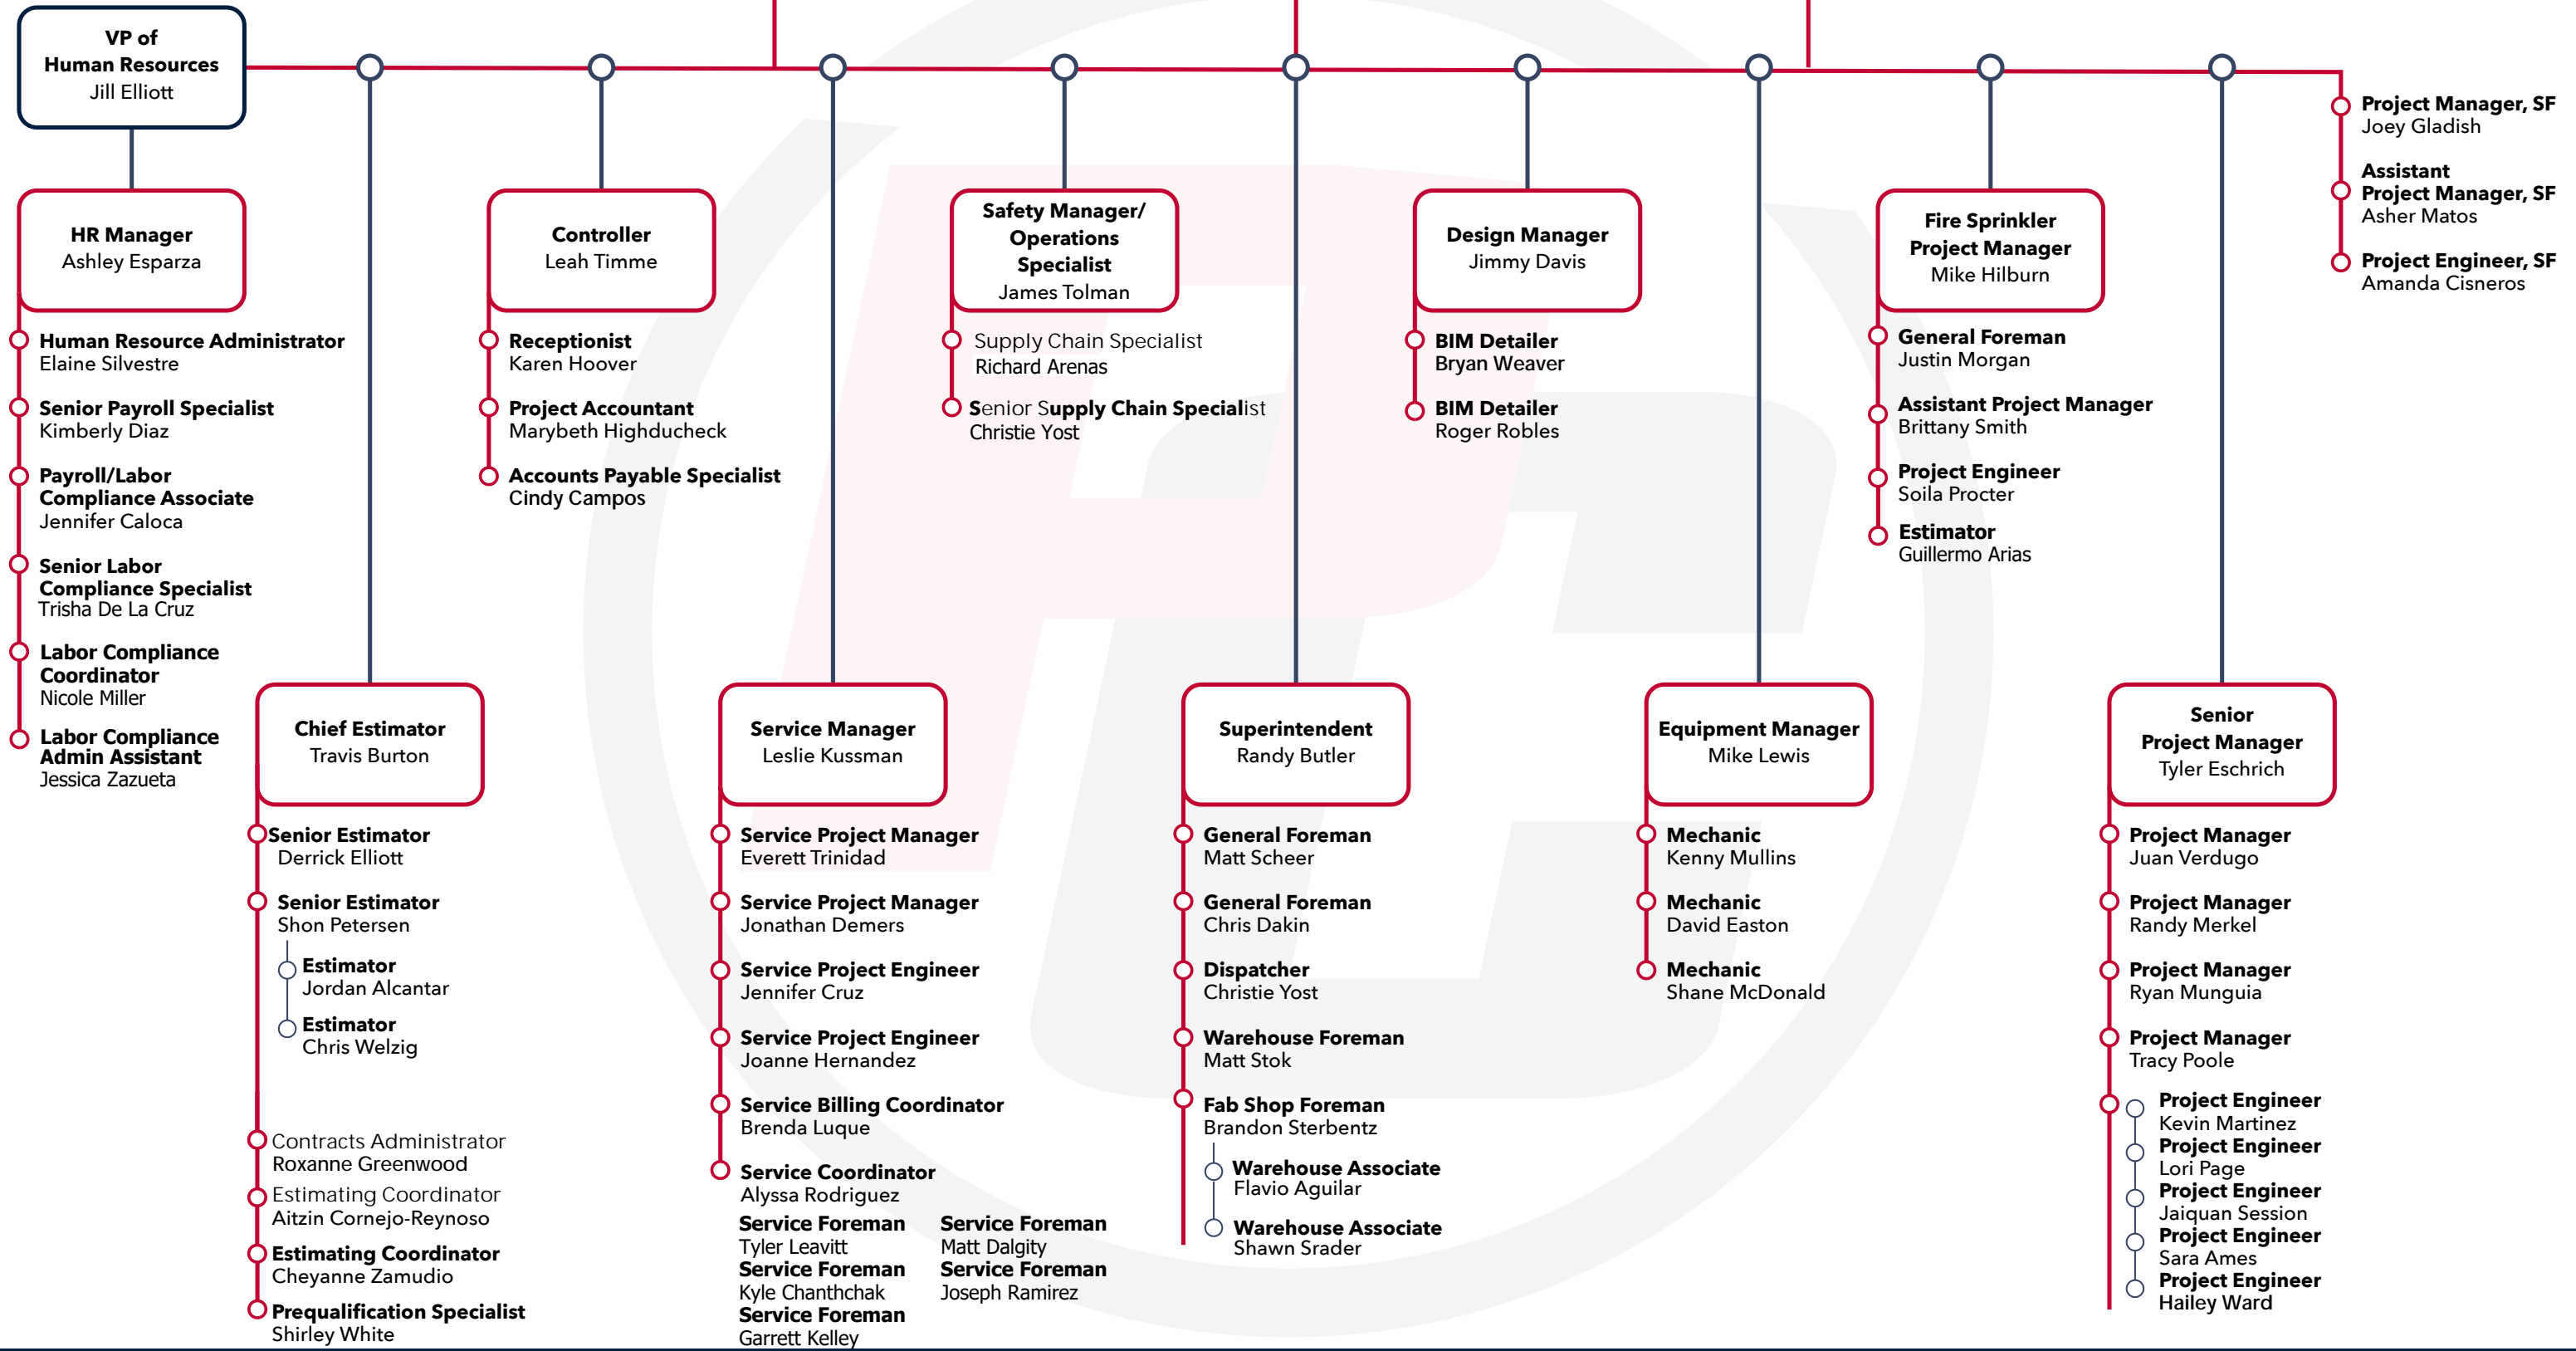 VP of
Human Resources
Jill Elliott
HR Manager
Ashley Esparza
Human Resource Administrator
Elaine Silvestre
Senior Payroll Specialist
Kimberly Diaz
Payroll/Labor
Compliance Associate
Jennifer Caloca
Senior Labor
Compliance Specialist
Trisha De La Cruz
Labor Compliance
Coordinator
Nicole Miller
Labor Compliance
Admin Assistant
Jessica Zazueta
Chief Estimator
Travis Burton
Senior Estimator
Derrick Elliott
Senior Estimator
Shon Petersen
Estimator
Jordan Alcantar
Estimator
Chris Welzig
Contracts Administrator
Roxanne Greenwood
Estimating Coordinator
Aitzin Cornejo-Reynoso
Estimating Coordinator
Cheyanne Zamudio
Prequalification Specialist
Shirley White
Controller
Leah Timme
Receptionist
Karen Hoover
Project Accountant
Marybeth Highducheck
Accounts Payable Specialist
Cindy Campos
Service Manager
Leslie Kussman
Service Project Manager
Everett Trinidad
Service Project Manager
Jonathan Demers
Service Project Engineer
Jennifer Cruz
Service Project Engineer
Joanne Hernandez
Service Billing Coordinator
Brenda Luque
Service Coordinator
Alyssa Rodriguez
Service Foreman
Tyler Leavitt
Service Foreman
Kyle Chanthchak
Service Foreman
Garrett Kelley
Service Foreman
Matt Dalgity
Service Foreman
Joseph Ramirez
Safety Manager/
Operations
Specialist
James Tolman
Supply Chain Specialist
Richard Arenas
Senior Supply Chain Specialist
Christie Yost
Superintendent
Randy Butler
General Foreman
Matt Scheer
General Foreman
Chris Dakin
Dispatcher
Christie Yost
Warehouse Foreman
Matt Stok
Fab Shop Foreman
Brandon Sterbentz
Warehouse Associate
Flavio Aguilar
Warehouse Associate
Shawn Srader
Design Manager
Jimmy Davis
BIM Detailer
Bryan Weaver
BIM Detailer
Roger Robles
Equipment Manager
Mike Lewis
Mechanic
Kenny Mullins
Mechanic
David Easton
Mechanic
Shane McDonald
Fire Sprinkler
Project Manager
Mike Hilburn
General Foreman
Justin Morgan
Assistant Project Manager
Brittany Smith
Project Engineer
Soila Procter
Estimator
Guillermo Arias
Senior
Project Manager
Tyler Eschrich
Project Manager
Juan Verdugo
Project Manager
Randy Merkel
Project Manager
Ryan Munguia
Project Manager
Tracy Poole
Project Engineer
Kevin Martinez
Project Engineer
Lori Page
Project Engineer
Jaiquan Session
Project Engineer
Sara Ames
Project Engineer
Hailey Ward
Project Manager, SF
Joey Gladish
Assistant
Project Manager, SF
Asher Matos
Project Engineer, SF
Amanda Cisneros